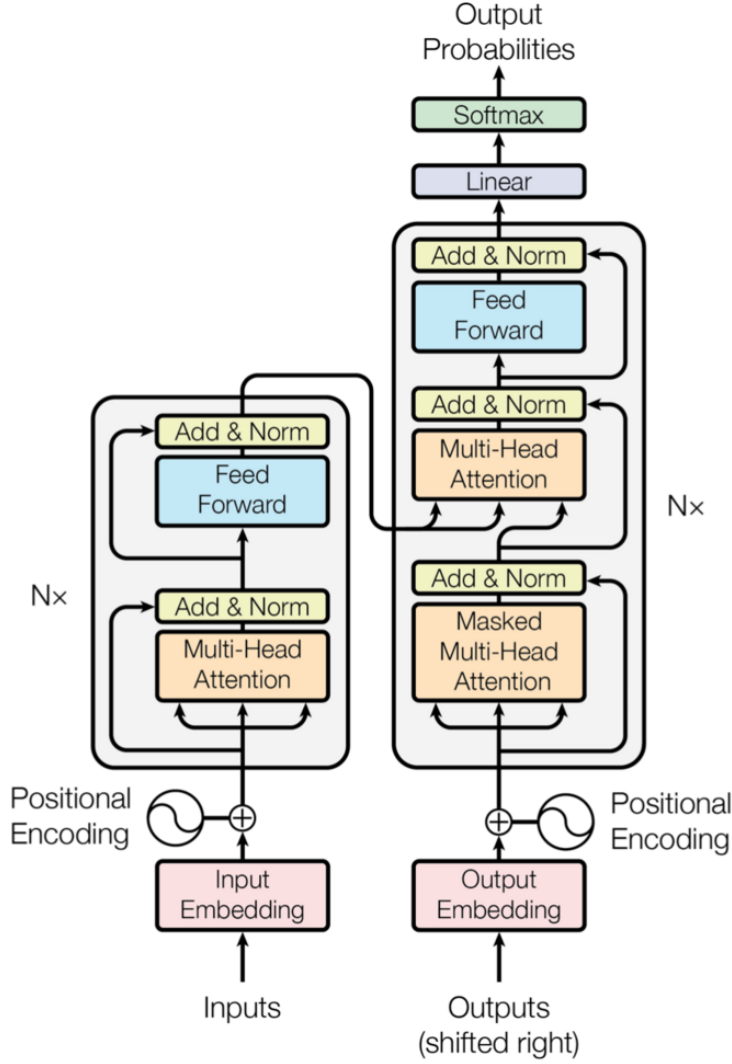 Output
Probabilities
Softmax
Linear
Add & Norm
Feed
Forward
Add & Norm
Multi-Head
Attention
Nx
Add & Norm
Masked
Multi-Head
Attention
Add & Norm
Feed
Forward
Nx
Add & Norm
Multi-Head
Attention
Positional
Encoding
Positional
Encoding
Input
Embedding
Output
Embedding
Inputs
Outputs
(shifted right)